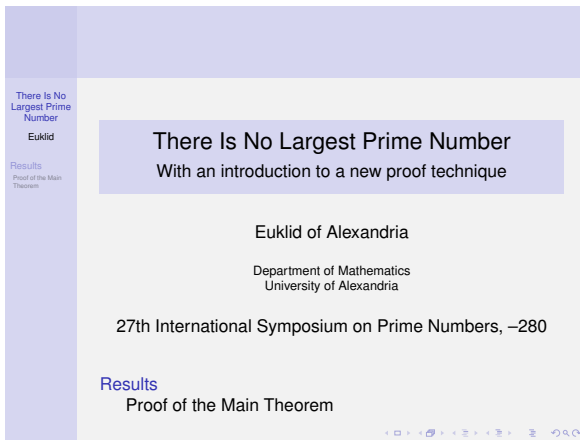 There Is No
Largest Prime
Number
Euklid
Results
Proof of the Main
Theorem
There Is No Largest Prime Number
With an introduction to a new proof technique
Euklid of Alexandria
Department of Mathematics
University of Alexandria
27th International Symposium on Prime Numbers, –280
Results
Proof of the Main Theorem